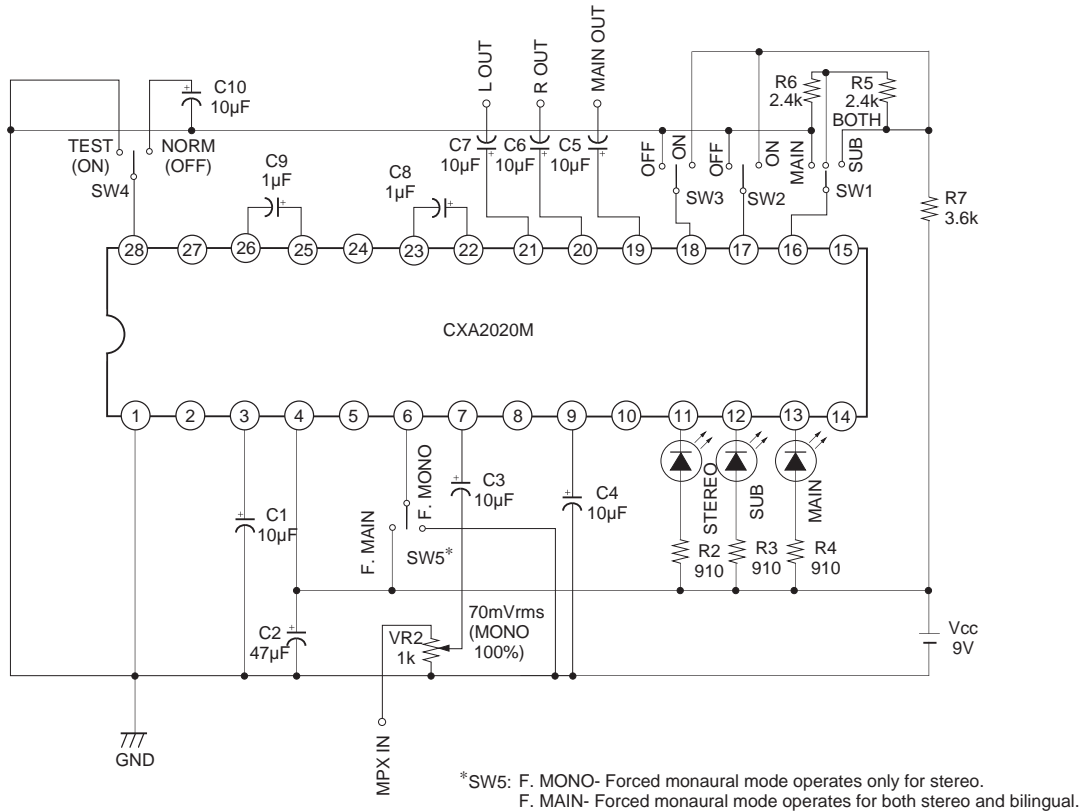 L OUT
R OUT
MAIN OUT
C10
10µF
R6
2.4k
R5
2.4k
BOTH
TEST
(ON)
NORM
(OFF)
SW4
C9
1µF
C8
1µF
C7
10µF
C6
10µF
C5
10µF
OFF
ON
SW3
OFF
ON
SW2
MAIN
SUB
SW1
R7
3.6k
28
27
26
25
24
23
22
21
20
19
18
17
16
15
CXA2020M
1
2
3
4
5
6
7
8
9
10
11
12
13
14
C1
10µF
F. MAIN
F. MONO
SW5*
C3
10µF
C4
10µF
STEREO
SUB
MAIN
R2
910
R3
910
R4
910
C2
47µF
VR2
1k
70mVrms
(MONO
100%)
Vcc
9V
GND
MPX IN
*SW5: F. MONO- Forced monaural mode operates only for stereo.
F. MAIN- Forced monaural mode operates for both stereo and bilingual